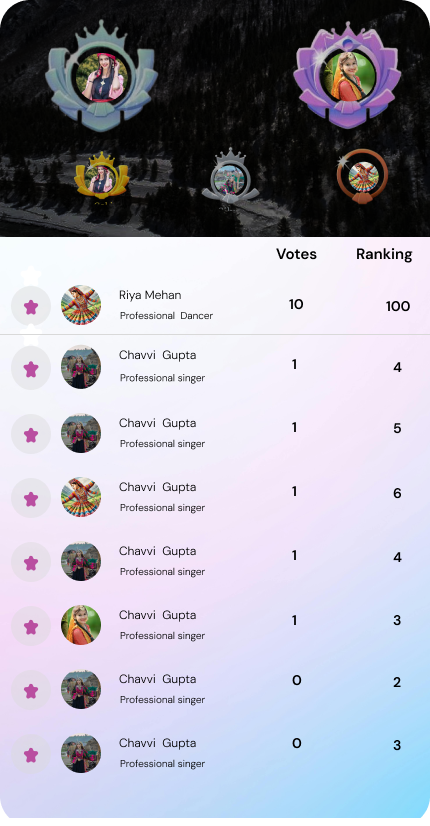 Votes Ranking
Riya Mehan
Professional Dancer
10 100
Chavvi Gupta
Professional singer
1 4
Chavvi Gupta
Professional singer
1 5
Chavvi Gupta
Professional singer
1 6
Chavvi Gupta
Professional singer
1 4
Chavvi Gupta
Professional singer
1 3
Chavvi Gupta
Professional singer
0 2
Chavvi Gupta
Professional singer
0 3